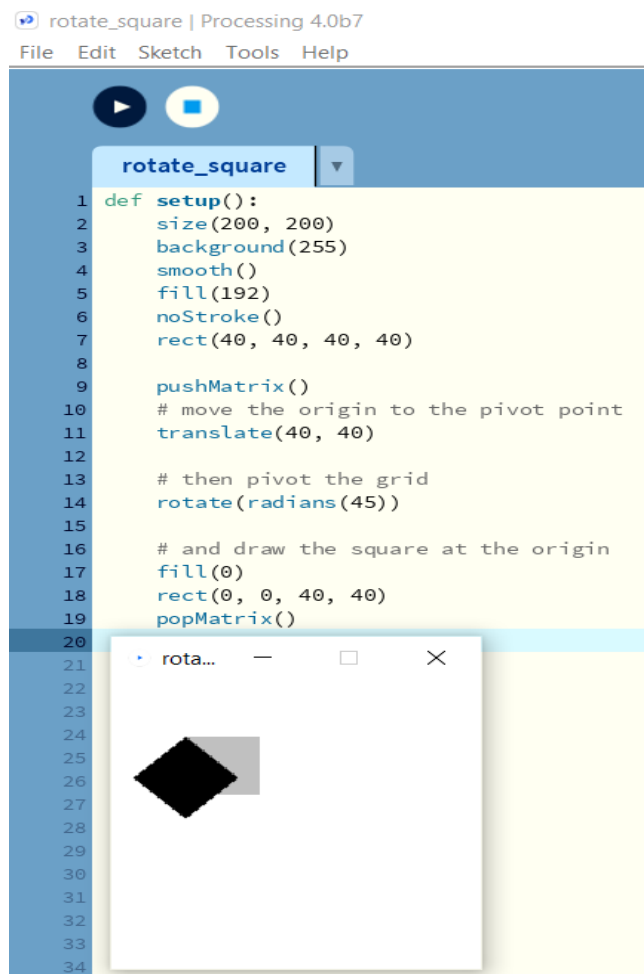 rotate_square | Processing 4.0b7
File Edit Sketch Tools Help
rotate_square ▼
1 def setup():
2     size(200, 200)
3     background(255)
4     smooth()
5     fill(192)
6     noStroke()
7     rect(40, 40, 40, 40)
8
9     pushMatrix()
10     # move the origin to the pivot point
11     translate(40, 40)
12
13     # then pivot the grid
14     rotate(radians(45))
15
16     # and draw the square at the origin
17     fill(0)
18     rect(0, 0, 40, 40)
19     popMatrix()
20
21 rota...
22
23
24
25
26
27
28
29
30
31
32
33
34